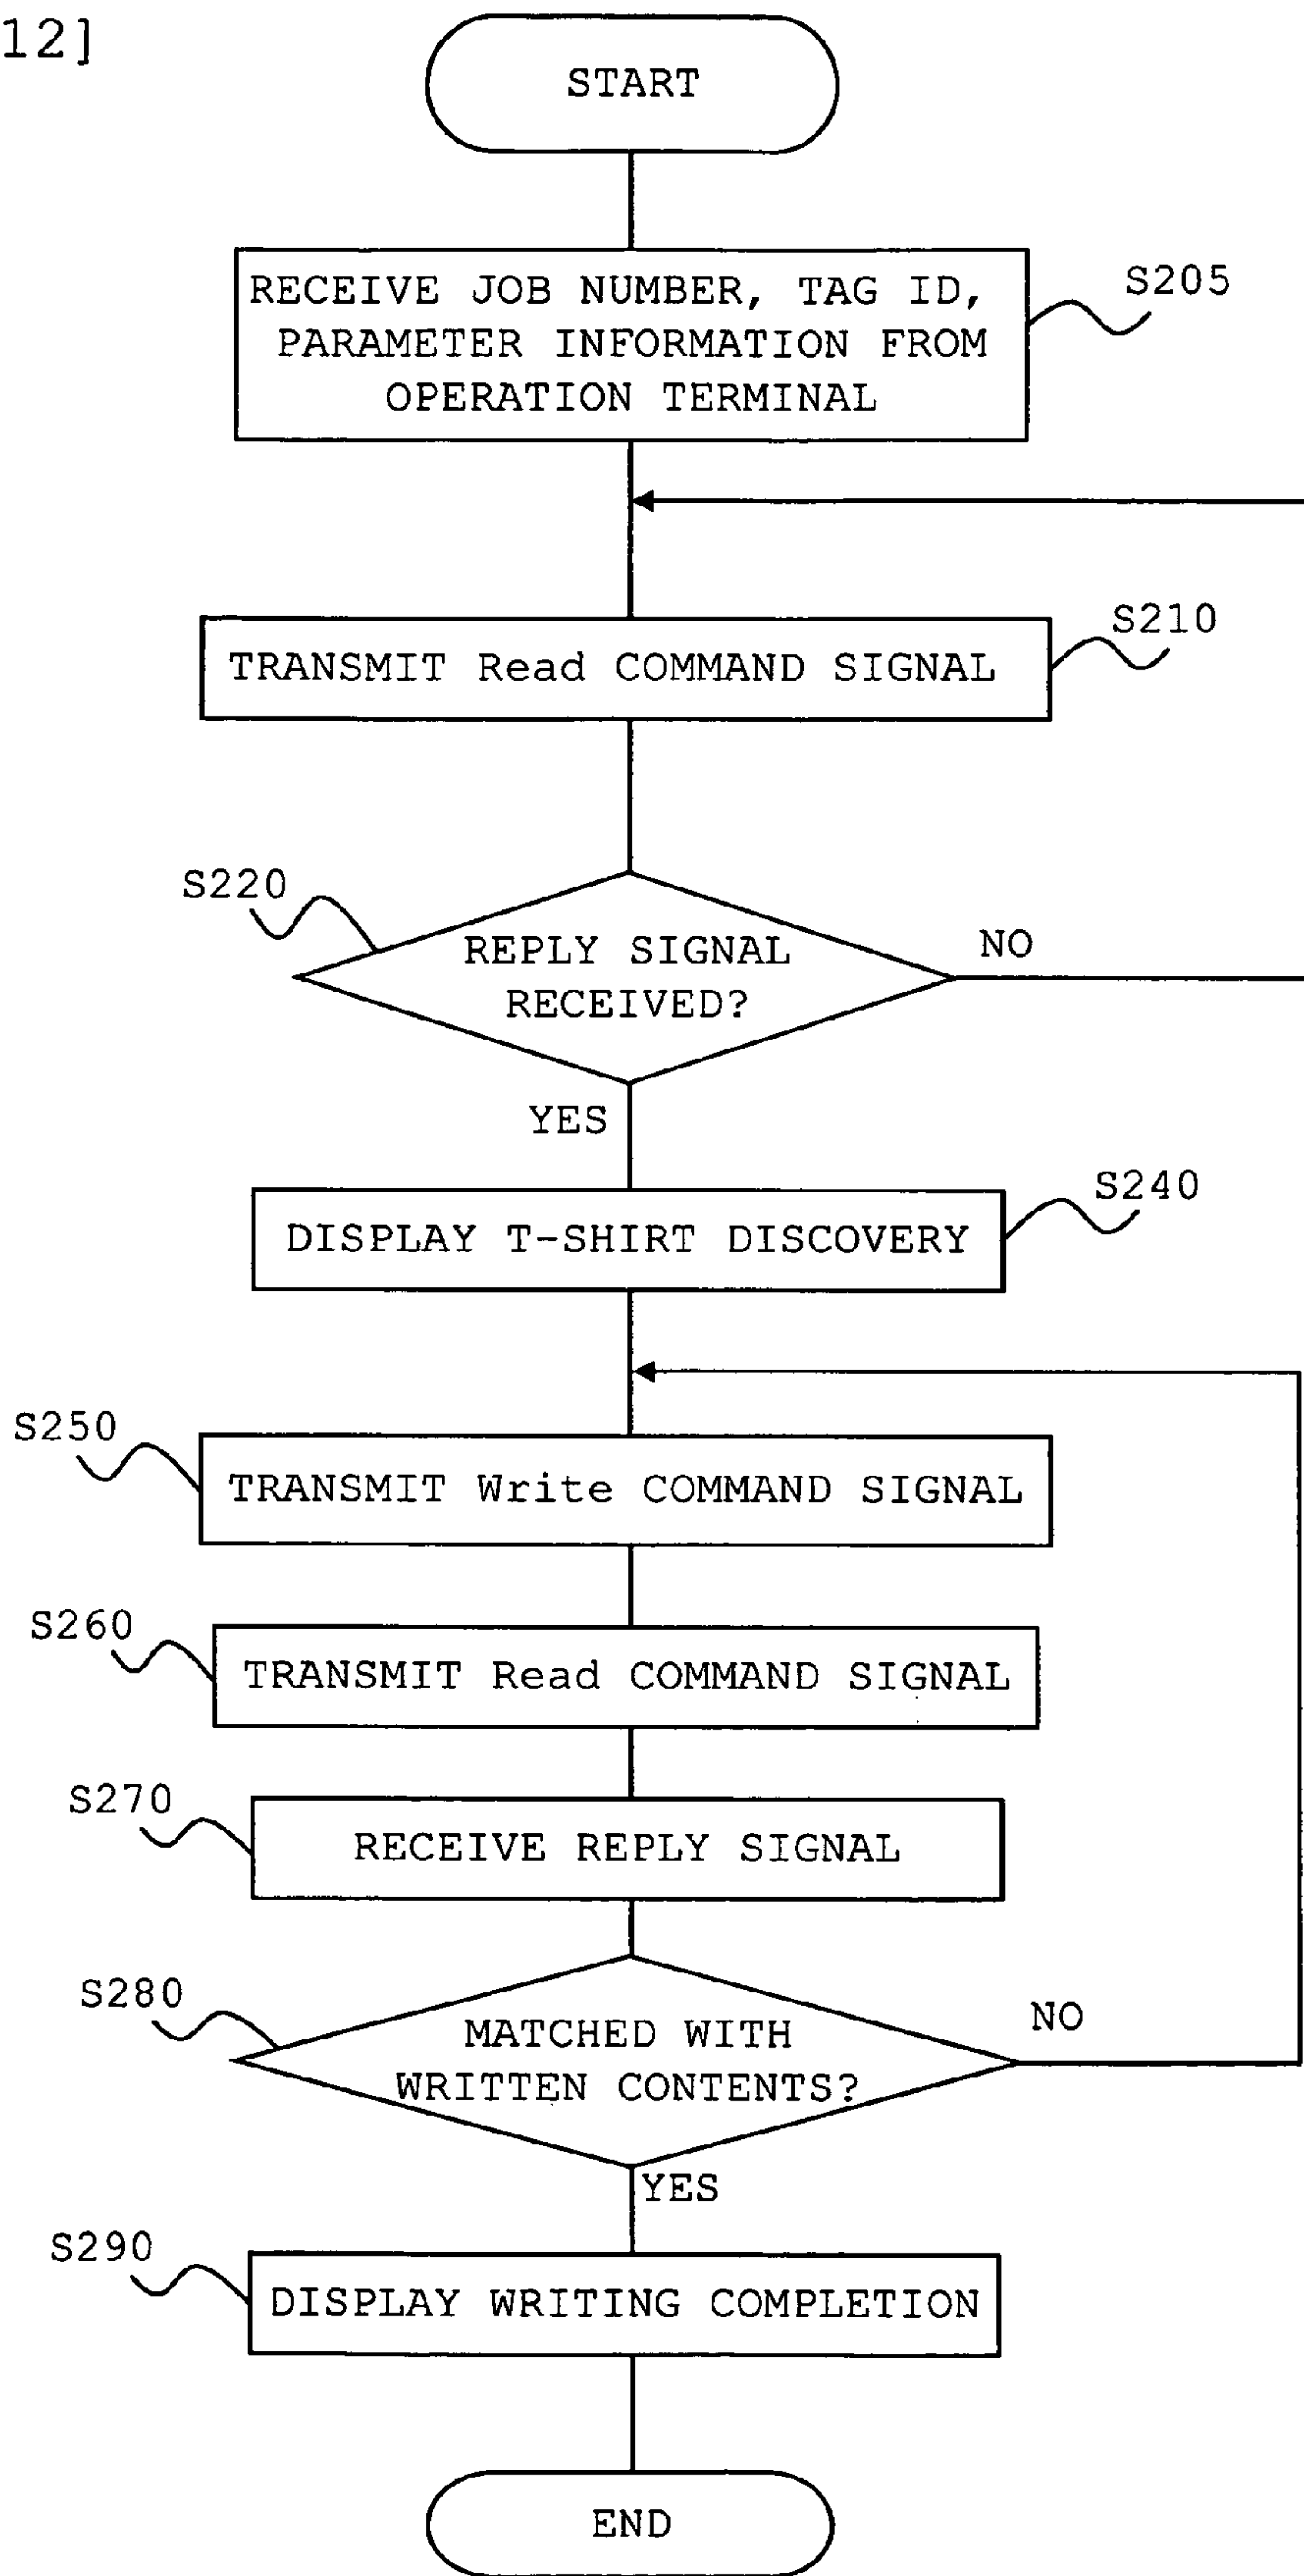 12]
START
RECEIVE JOB NUMBER, TAG ID,
PARAMETER INFORMATION FROM
OPERATION TERMINAL
S205
TRANSMIT Read COMMAND SIGNAL
S210
S220
REPLY SIGNAL
RECEIVED?
NO
YES
DISPLAY T-SHIRT DISCOVERY
S240
S250
TRANSMIT Write COMMAND SIGNAL
S260
TRANSMIT Read COMMAND SIGNAL
S270
RECEIVE REPLY SIGNAL
S280
MATCHED WITH
WRITTEN CONTENTS?
NO
YES
S290
DISPLAY WRITING COMPLETION
END